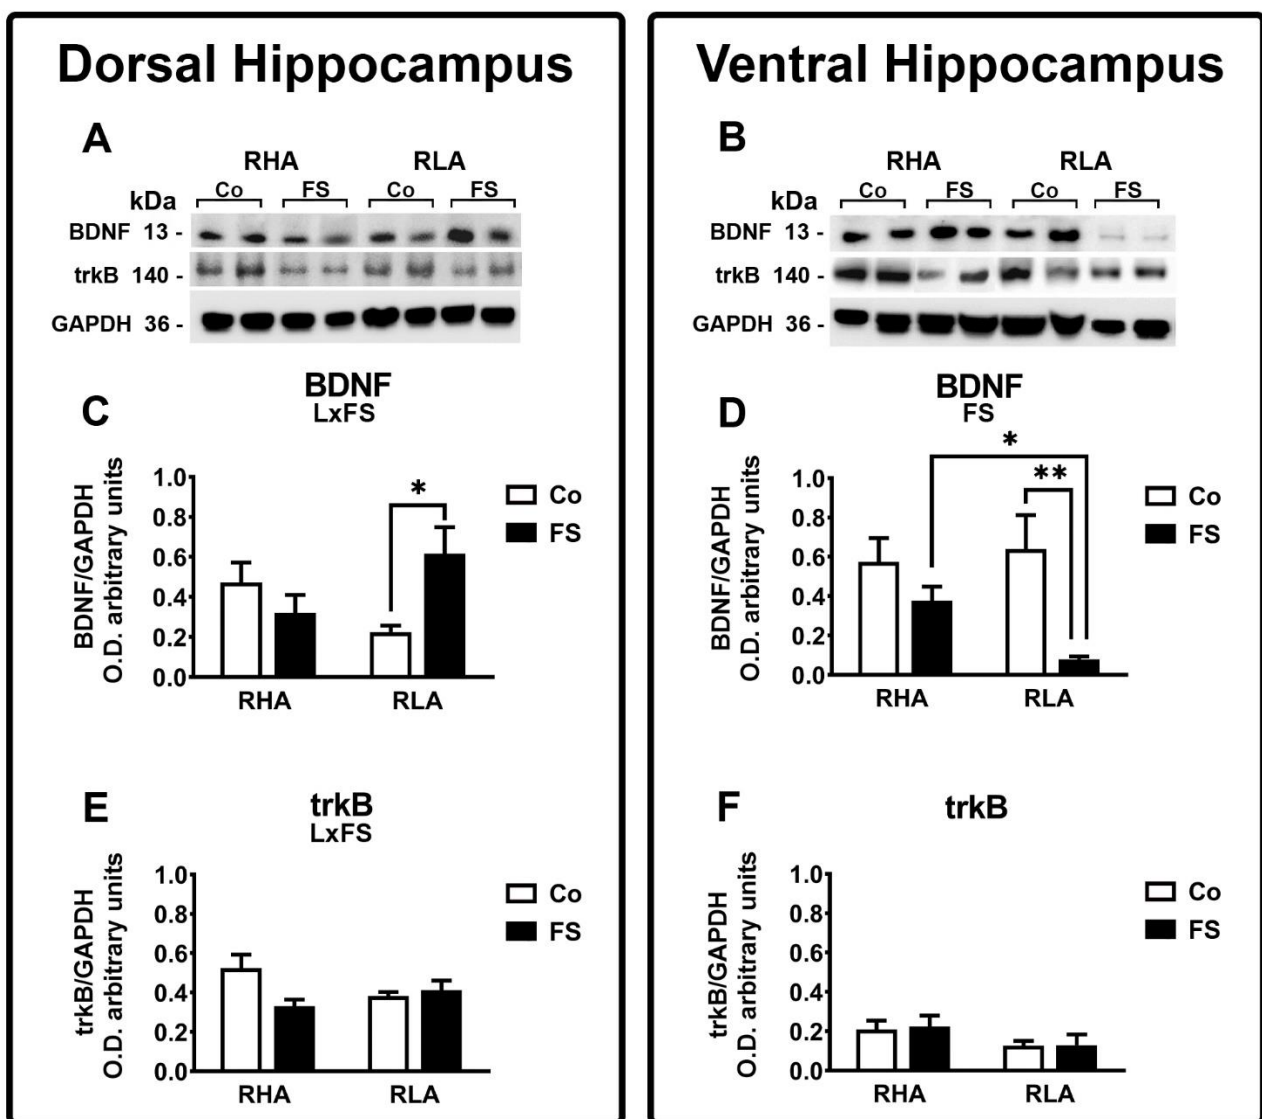 Dorsal Hippocampus
A
RHA RLA
kDa Co FS Co FS
BDNF 13 -
trkB 140 -
GAPDH 36 -
BDNF
LxFS
C
BDNF/GAPDH
O.D. arbitrary units
1.0
0.8
0.6
0.4
0.2
0.0
*
Co
FS
RHA RLA
E
trkB
LxFS
trkB/GAPDH
O.D. arbitrary units
1.0
0.8
0.6
0.4
0.2
0.0
Co
FS
RHA RLA
Ventral Hippocampus
B
RHA RLA
kDa Co FS Co FS
BDNF 13 -
trkB 140 -
GAPDH 36 -
BDNF
FS
D
BDNF/GAPDH
O.D. arbitrary units
1.0
0.8
0.6
0.4
0.2
0.0
*
**
Co
FS
RHA RLA
F
trkB
trkB/GAPDH
O.D. arbitrary units
1.0
0.8
0.6
0.4
0.2
0.0
Co
FS
RHA RLA